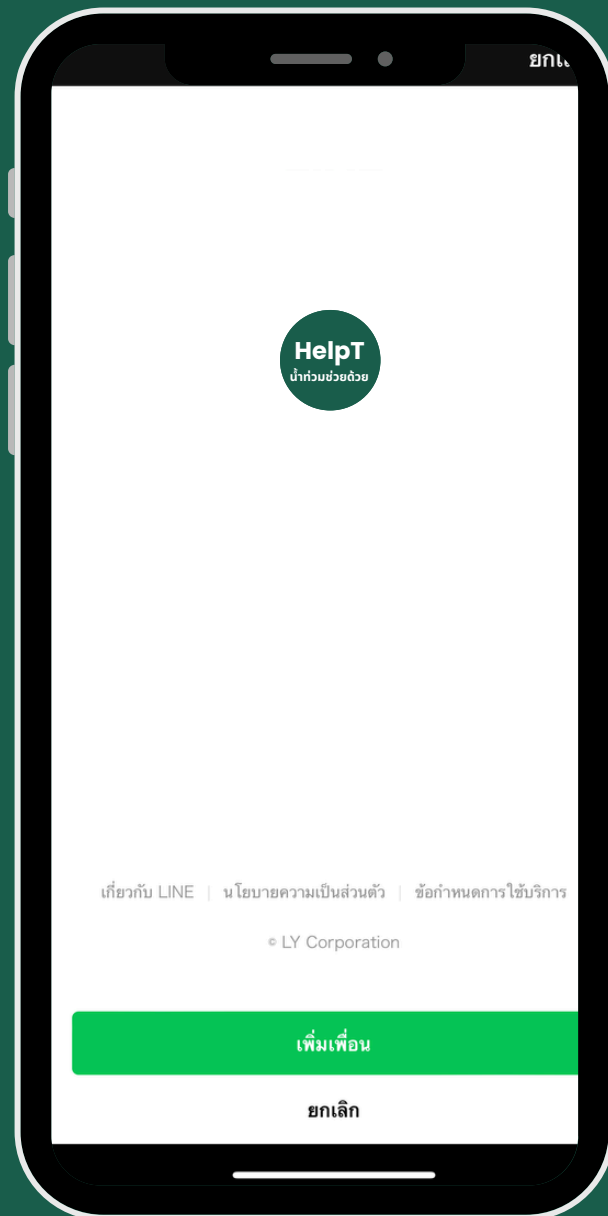 HelpT
น้ำท่วมช่วยด้วย
เกี่ยวกับ LINE | นโยบายความเป็นส่วนตัว | ข้อกำหนดการใช้บริการ
© LY Corporation
เพิ่มเพื่อน
ยกเลิก